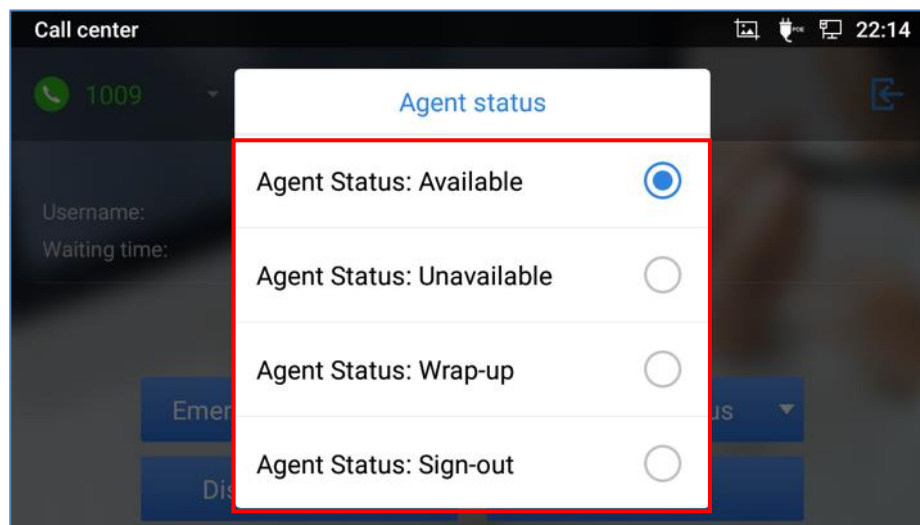 Call center
POE 22:14
1009
Agent status
Agent Status: Available
Username:
Waiting time:
Agent Status: Unavailable
Agent Status: Wrap-up
Agent Status: Sign-out